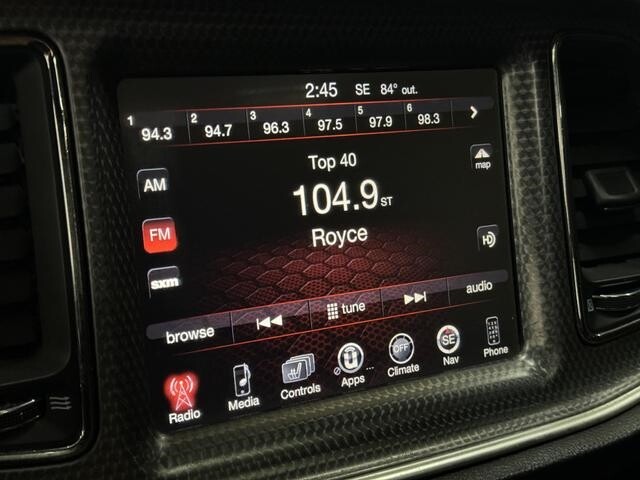 2:45 SE 84° out.
1 94.3 2 94.7 3 96.3 4 97.5 5 97.9 6 98.3
Top 40
map
AM
104.9 ST
FM
Royce
HD
sxm
browse tune audio
Radio Media Controls Apps ... OFF Climate SE Nav Phone